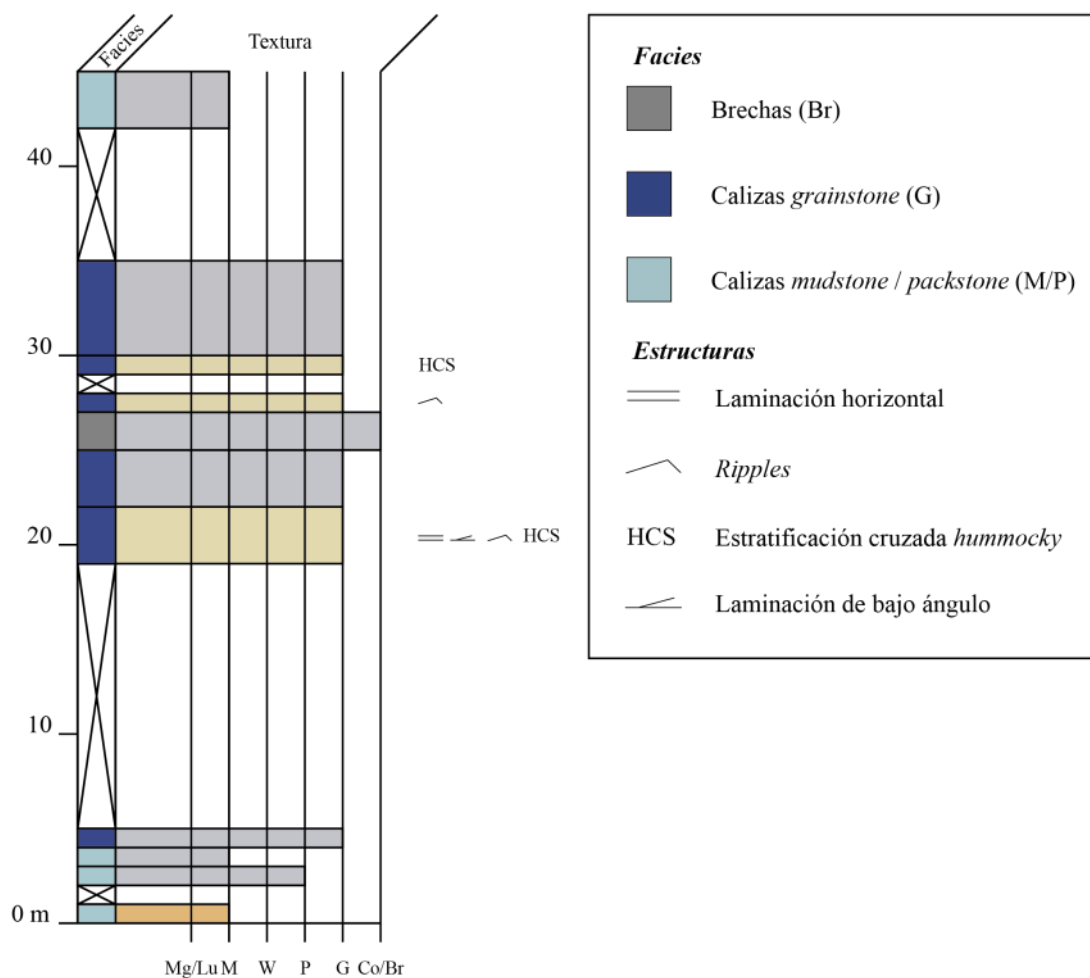 Facies
Textura
40
30
20
10
0 m
HCS
HCS
Mg/Lu M W P G Co/Br
Facies
Brechas (Br)
Calizas grainstone (G)
Calizas mudstone / packstone (M/P)
Estructuras
Laminación horizontal
Ripples
HCS Estratificación cruzada hummocky
Laminación de bajo ángulo